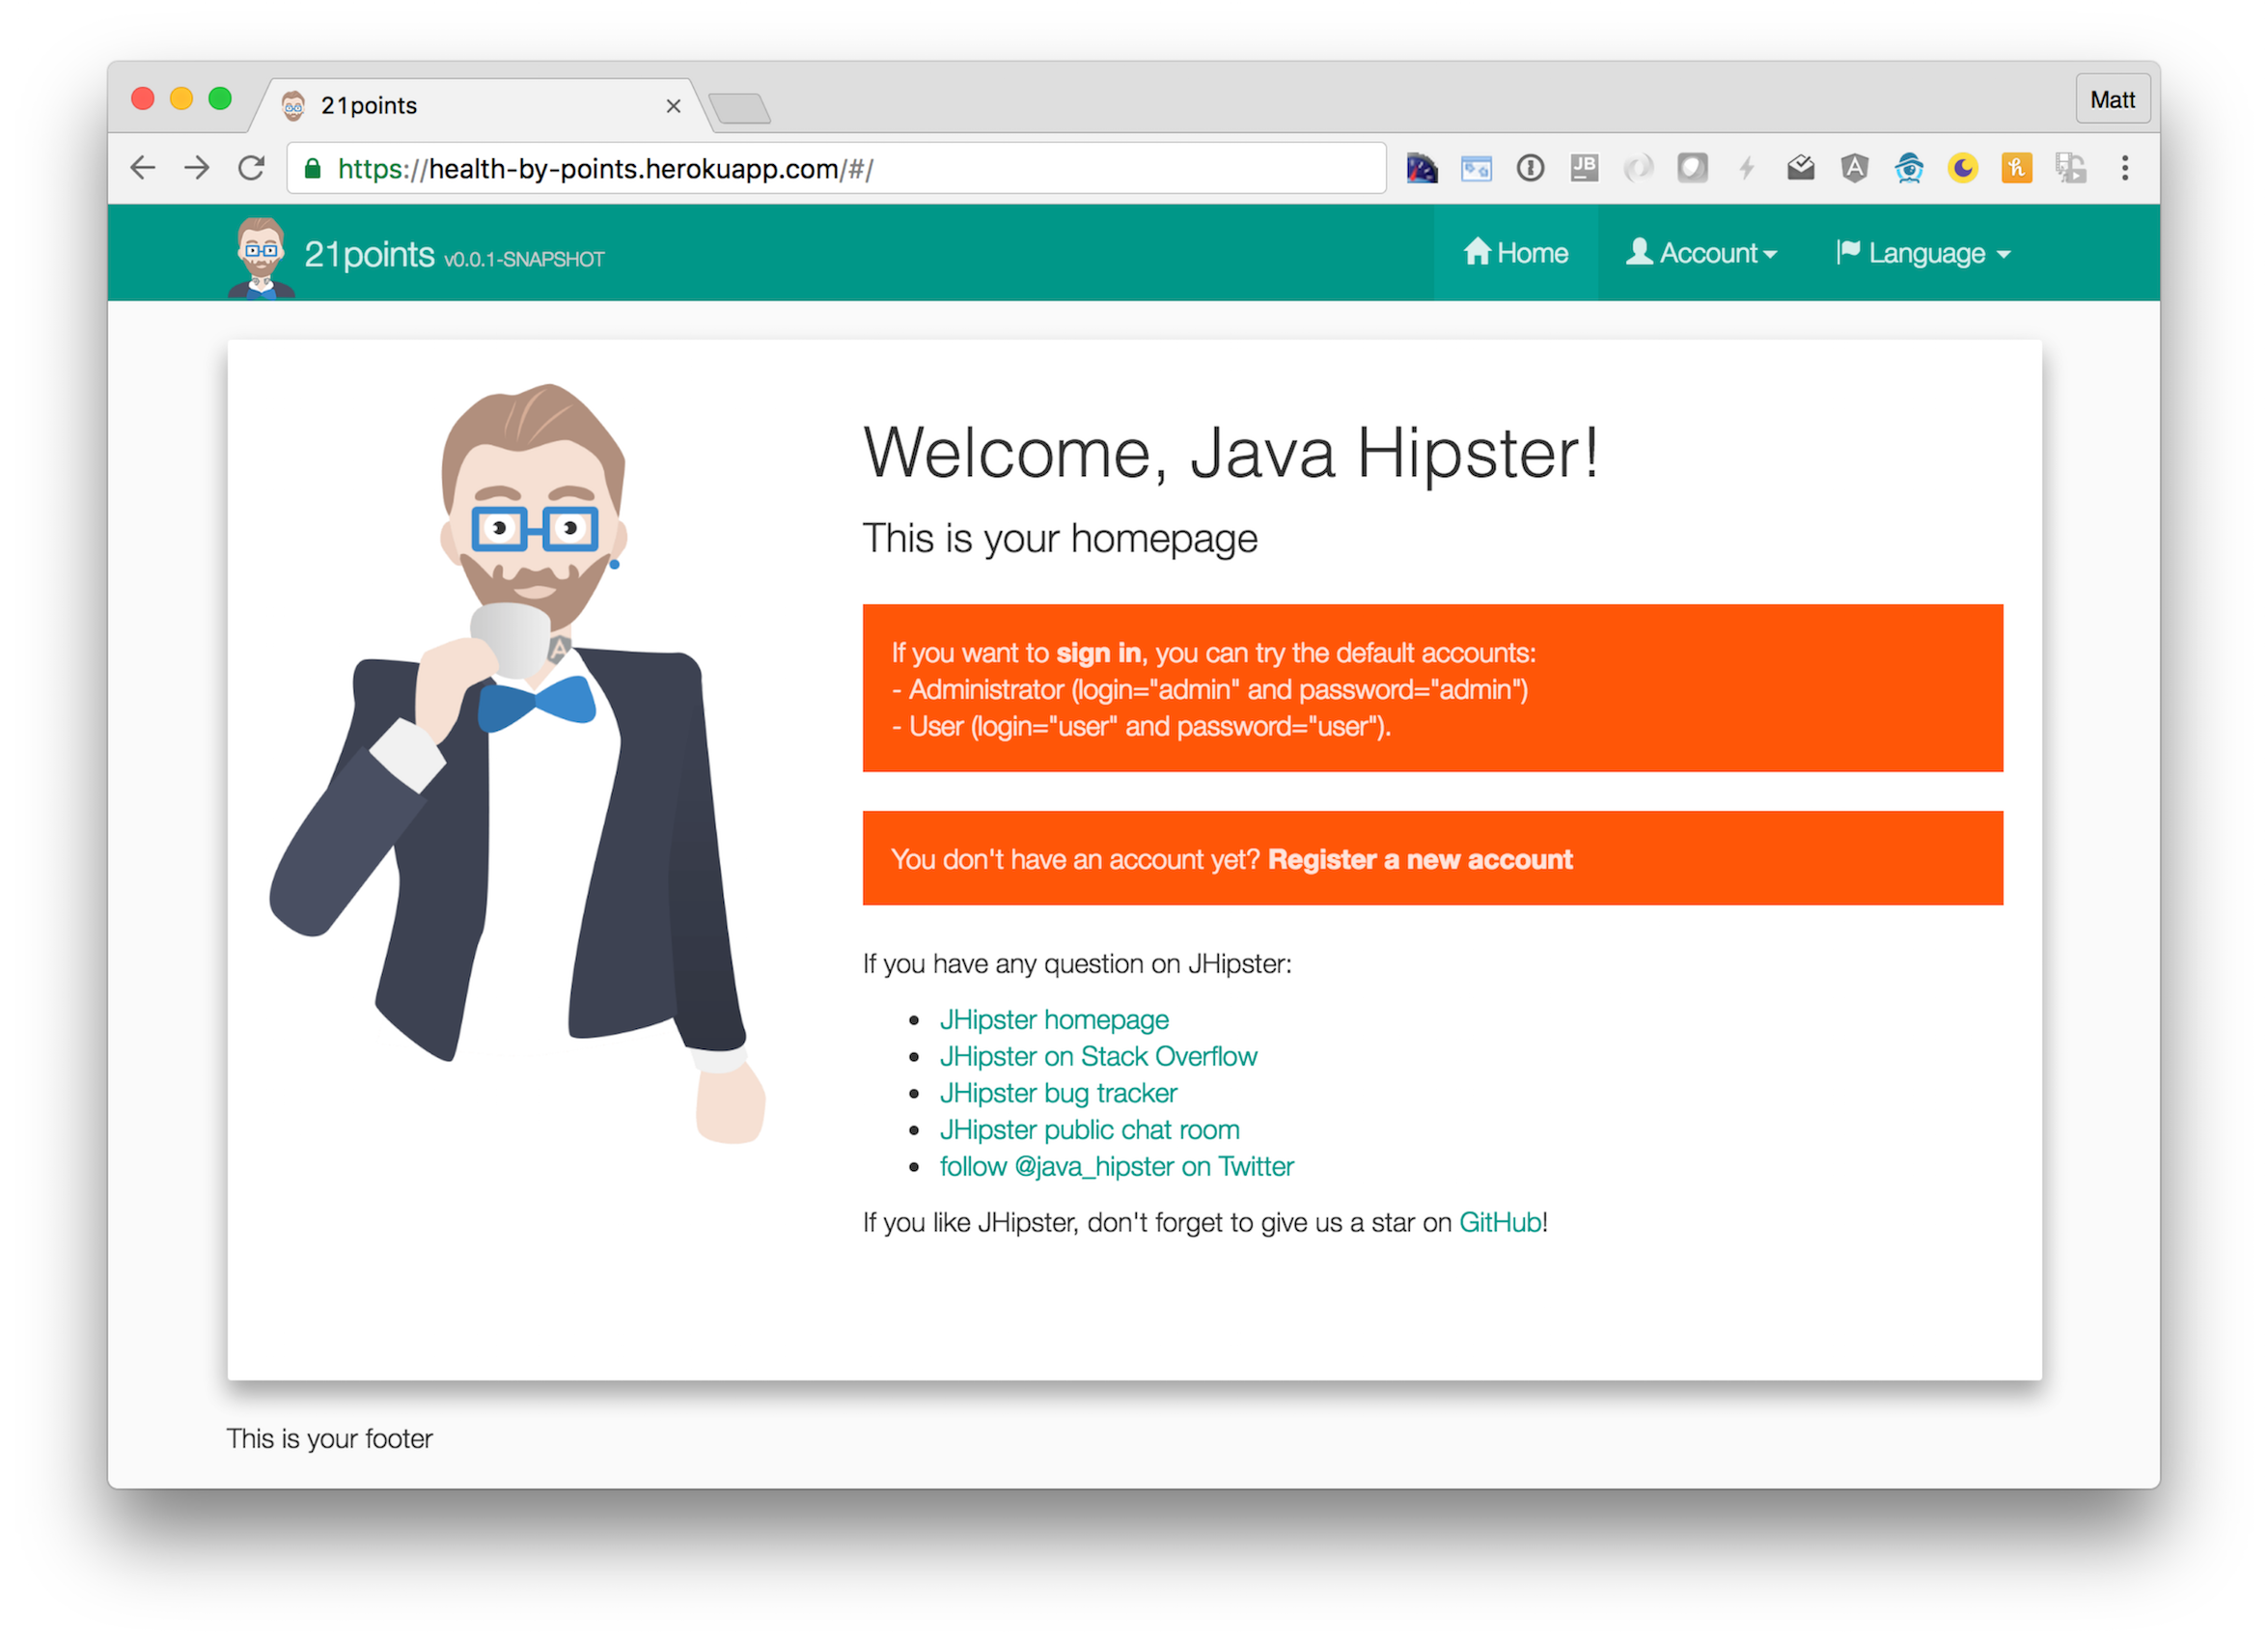 21points
Matt
https://health-by-points.herokuapp.com/#/
JB
A
h
21points v0.0.1-SNAPSHOT
Home
Account
Language
Welcome, Java Hipster!
This is your homepage
If you want to sign in, you can try the default accounts:
- Administrator (login="admin" and password="admin")
- User (login="user" and password="user").
A
You don't have an account yet? Register a new account
If you have any question on JHipster:
JHipster homepage
JHipster on Stack Overflow
JHipster bug tracker
JHipster public chat room
follow @java_hipster on Twitter
If you like JHipster, don't forget to give us a star on GitHub!
This is your footer